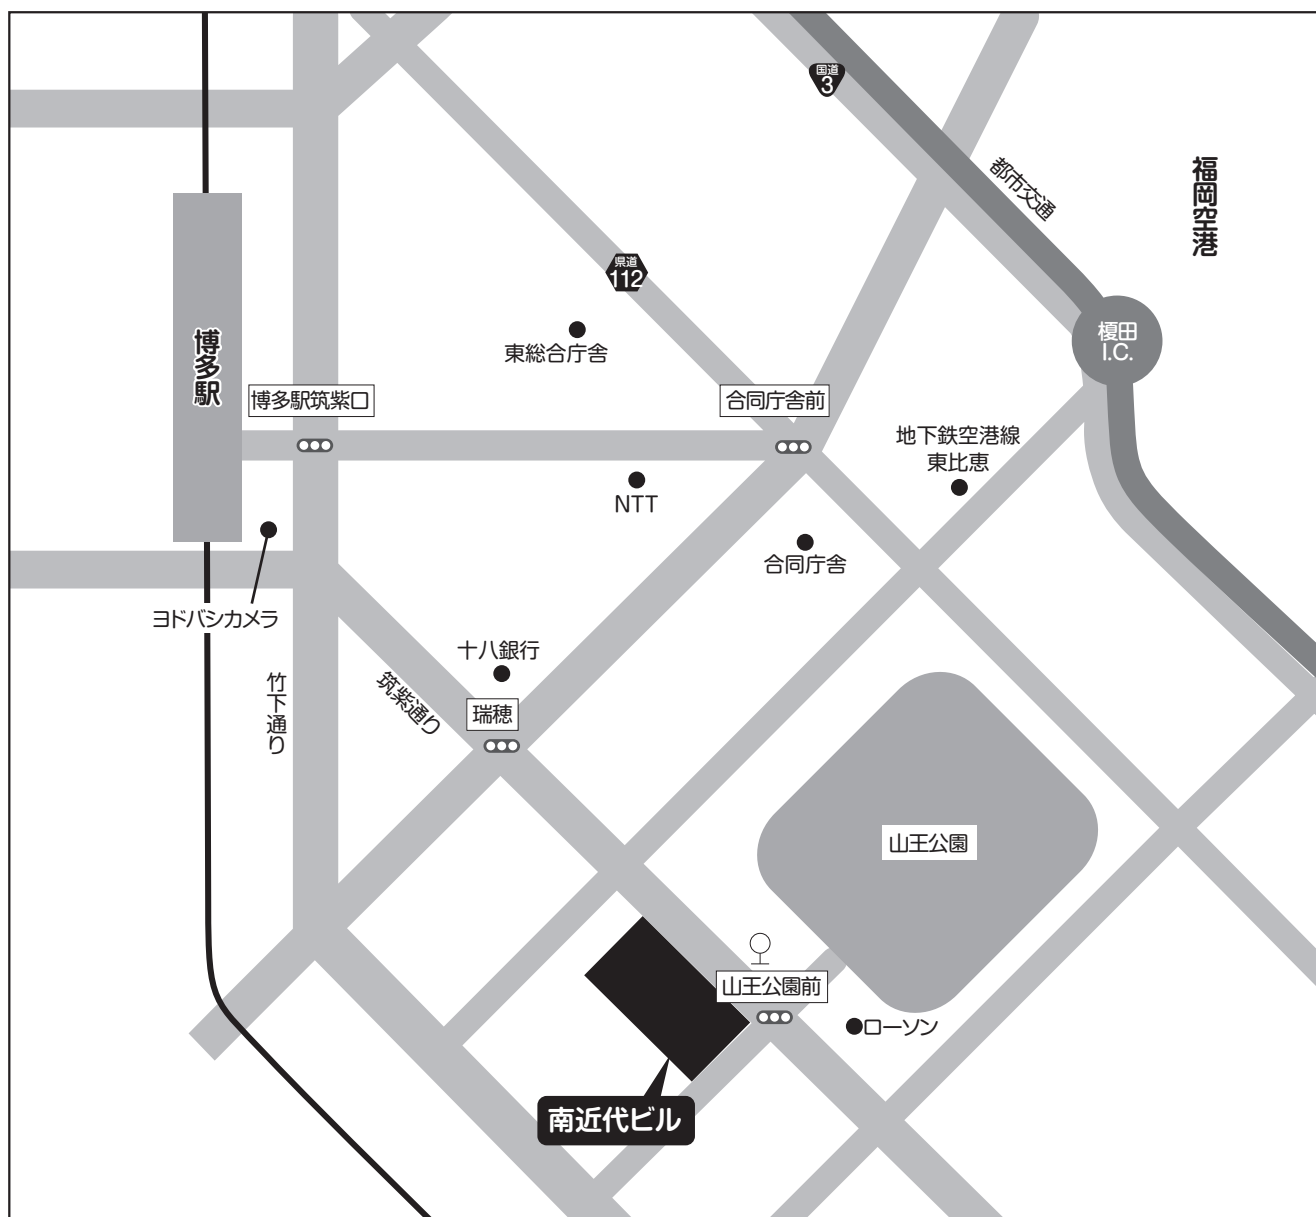 国道
3
都市交通
福岡空港
県道
112
榎田
I.C.
東総合庁舎
博多駅
博多駅筑紫口
合同庁舎前
地下鉄空港線
東比恵
NTT
合同庁舎
ヨドバシカメラ
十八銀行
竹下通り
筑紫通り
瑞穂
山王公園
山王公園前
ローソン
南近代ビル